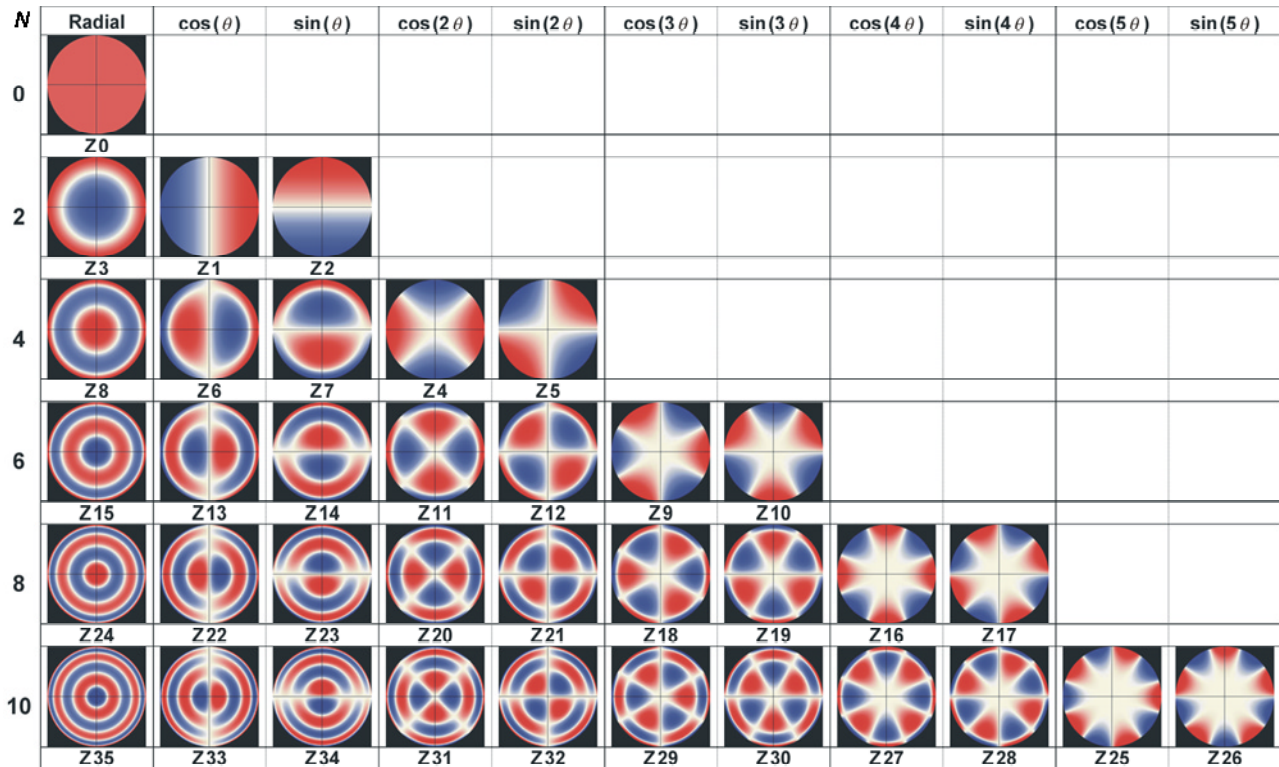 N Radial cos(θ) sin(θ) cos(2θ) sin(2θ) cos(3θ) sin(3θ) cos(4θ) sin(4θ) cos(5θ) sin(5θ)
0
Z0
2
Z3 Z1 Z2
4
Z8 Z6 Z7 Z4 Z5
6
Z15 Z13 Z14 Z11 Z12 Z9 Z10
8
Z24 Z22 Z23 Z20 Z21 Z18 Z19 Z16 Z17
10
Z35 Z33 Z34 Z31 Z32 Z29 Z30 Z27 Z28 Z25 Z26